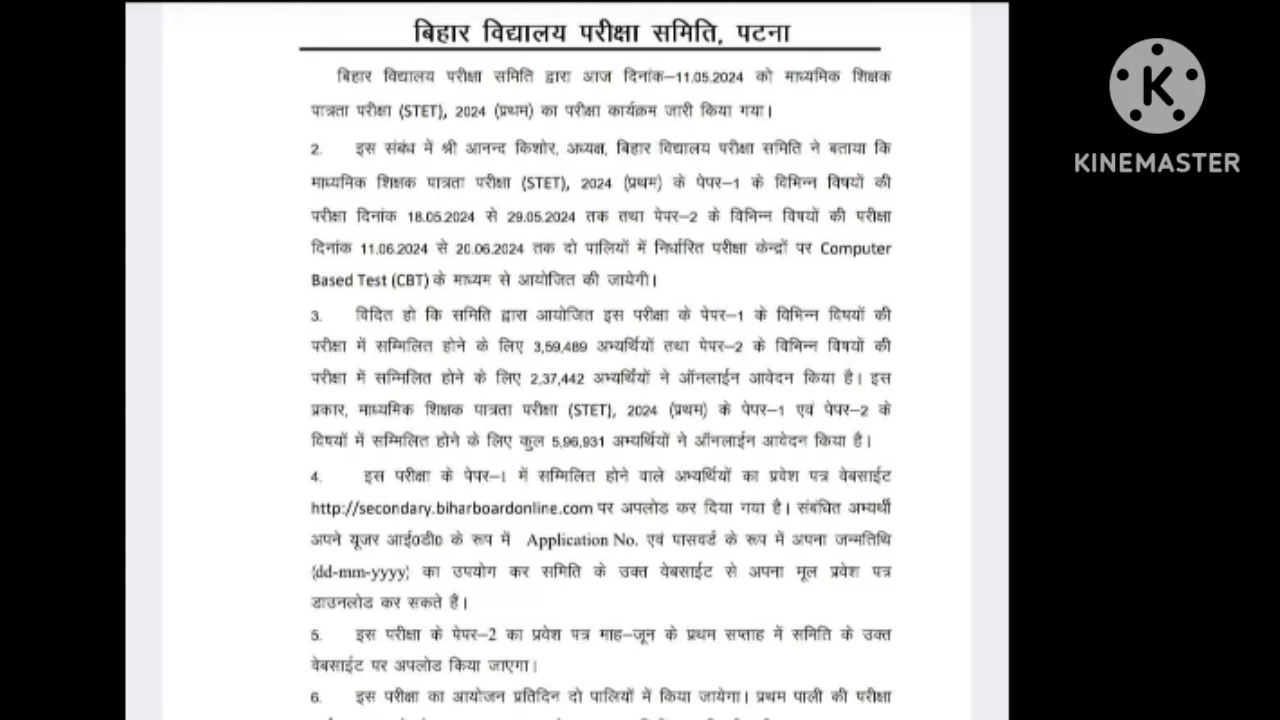 बिहार विद्यालय परीक्षा समिति, पटना
बिहार विद्यालय परीक्षा समिति द्वारा आज दिनांक–11.05.2024 को माध्यमिक शिक्षक
पात्रता परीक्षा (STET), 2024 (प्रथम) का परीक्षा कार्यक्रम जारी किया गया।
2. इस संबंध में श्री आनन्द किशोर, अध्यक्ष, बिहार विद्यालय परीक्षा समिति ने बताया कि
माध्यमिक शिक्षक पात्रता परीक्षा (STET), 2024 (प्रथम) के पेपर–1 के विभिन्न विषयों की
परीक्षा दिनांक 18.05.2024 से 29.05.2024 तक तथा पेपर–2 के विभिन्न विषयों की परीक्षा
दिनांक 11.06.2024 से 20.06.2024 तक दो पालियों में निर्धारित परीक्षा केन्द्रों पर Computer
Based Test (CBT) के माध्यम से आयोजित की जायेगी।
3. विदित हो कि समिति द्वारा आयोजित इस परीक्षा के पेपर–1 के विभिन्न विषयों की
परीक्षा में सम्मिलित होने के लिए 3,59,489 अभ्यर्थियों तथा पेपर–2 के विभिन्न विषयों की
परीक्षा में सम्मिलित होने के लिए 2,37,442 अभ्यर्थियों ने ऑनलाईन आवेदन किया है। इस
प्रकार, माध्यमिक शिक्षक पात्रता परीक्षा (STET), 2024 (प्रथम) के पेपर–1 एवं पेपर–2 के
विषयों में सम्मिलित होने के लिए कुल 5,96,931 अभ्यर्थियों ने ऑनलाईन आवेदन किया है।
4. इस परीक्षा के पेपर–1 में सम्मिलित होने वाले अभ्यर्थियों का प्रवेश पत्र वेबसाईट
http://secondary.biharboardonline.com पर अपलोड कर दिया गया है। संबंधित अभ्यर्थी
अपने यूजर आई०डी० के रूप में Application No. एवं पासवर्ड के रूप में अपना जन्मतिथि
(dd-mm-yyyy) का उपयोग कर समिति के उक्त वेबसाईट से अपना मूल प्रवेश पत्र
डाउनलोड कर सकते हैं।
5. इस परीक्षा के पेपर–2 का प्रवेश पत्र माह–जून के प्रथम सप्ताह में समिति के उक्त
वेबसाईट पर अपलोड किया जाएगा।
6. इस परीक्षा का आयोजन प्रतिदिन दो पालियों में किया जायेगा। प्रथम पाली की परीक्षा
KINEMASTER